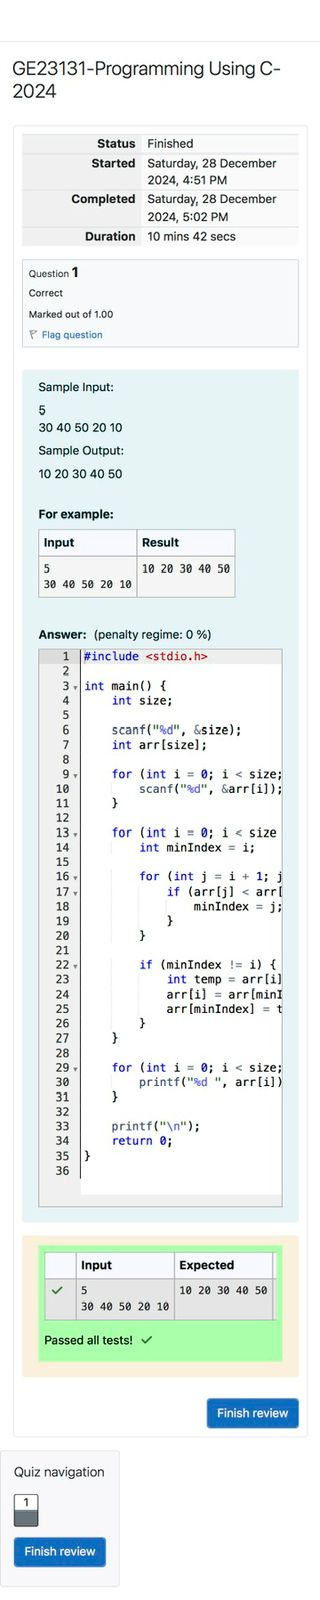 GE23131-Programming Using C-
2024
Status Finished
Started Saturday, 28 December
2024, 4:51 PM
Completed Saturday, 28 December
2024, 5:02 PM
Duration 10 mins 42 secs
Question 1
Correct
Marked out of 1.00
Flag question
Sample Input:
5
30 40 50 20 10
Sample Output:
10 20 30 40 50
For example:
Input Result
5 10 20 30 40 50
30 40 50 20 10
Answer: (penalty regime: 0 %)
1 #include <stdio.h>
2
3 int main() {
4 int size;
5
6 scanf("%d", &size);
7 int arr[size];
8
9 for (int i = 0; i < size;
10 scanf("%d", &arr[i]);
11 }
12
13 for (int i = 0; i < size
14 int minIndex = i;
15
16 for (int j = i + 1; j
17 if (arr[j] < arr[
18 minIndex = j;
19 }
20 }
21
22 if (minIndex != i) {
23 int temp = arr[i]
24 arr[i] = arr[minI
25 arr[minIndex] = t
26 }
27 }
28
29 for (int i = 0; i < size;
30 printf("%d ", arr[i])
31 }
32
33 printf("\n");
34 return 0;
35 }
36
Input Expected
5 10 20 30 40 50
30 40 50 20 10
Passed all tests!
Finish review
Quiz navigation
1
Finish review